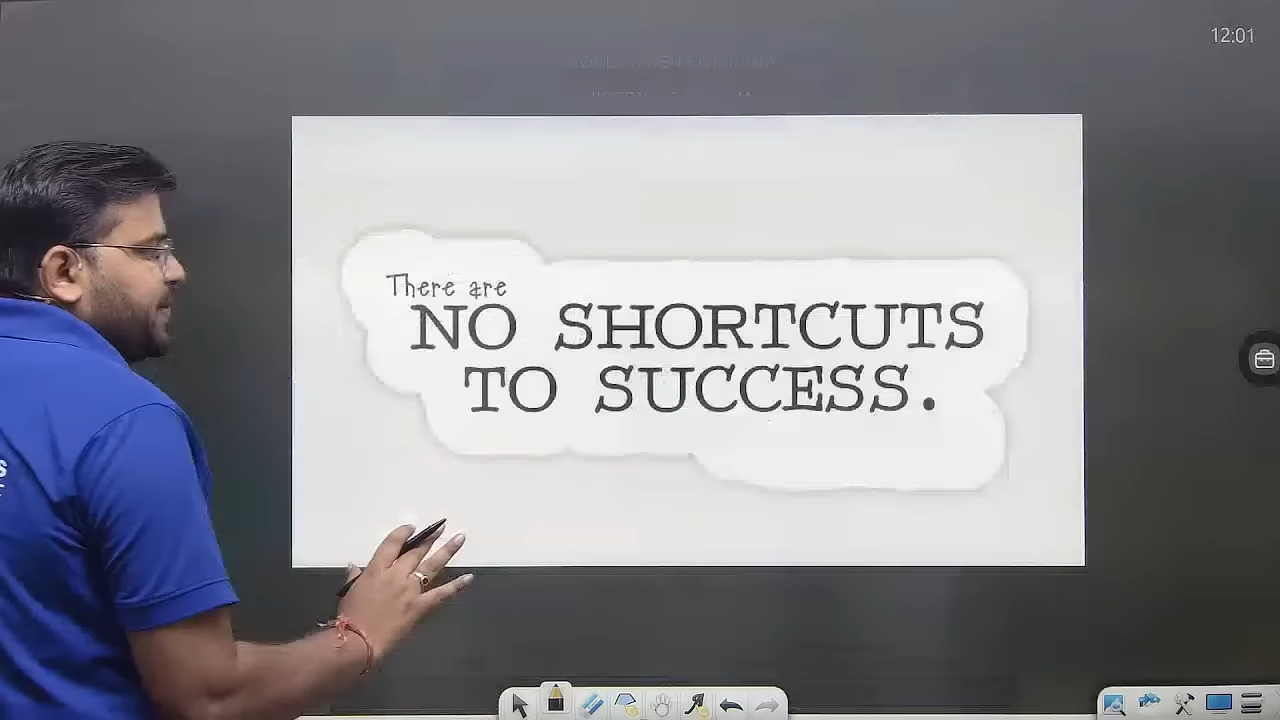 12:01
There are
NO SHORTCUTS
TO SUCCESS.
S